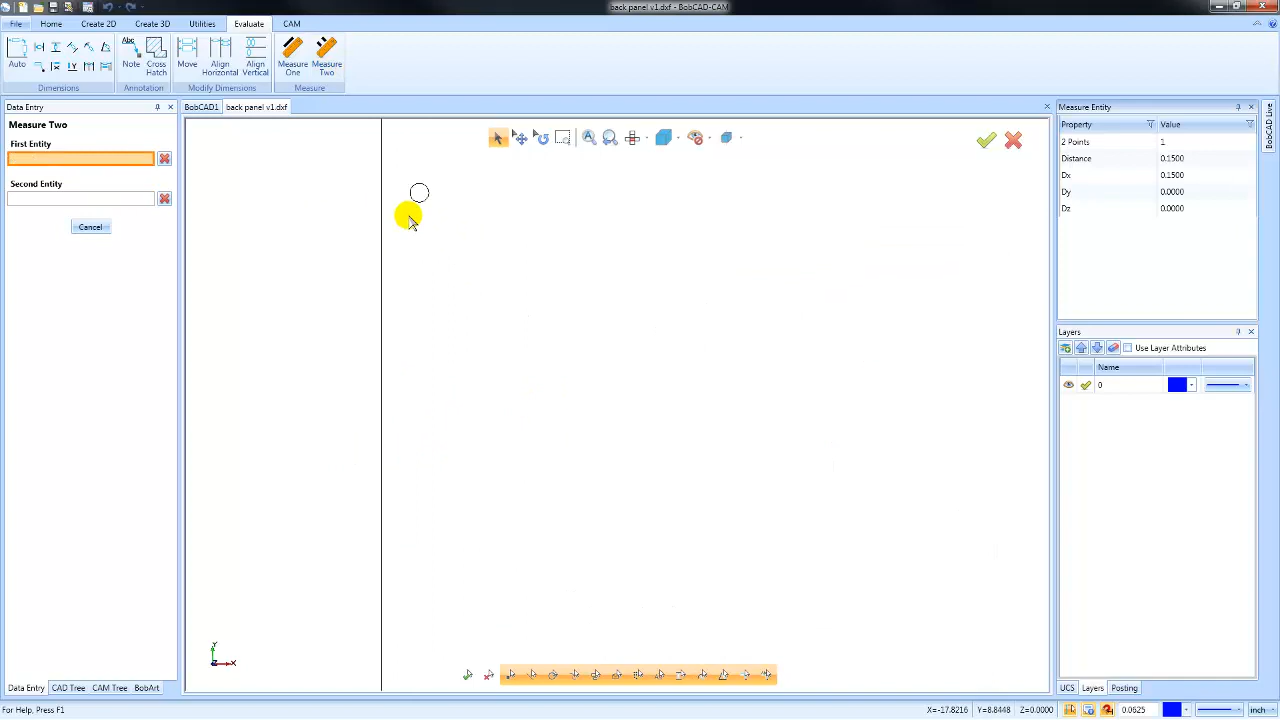 back panel v1.dxf - BobCAD-CAM
File Home Create 2D Create 3D Utilities Evaluate CAM
Auto
Abc
Note
Cross Hatch
Move
Align Horizontal
Align Vertical
Measure One
Measure Two
Dimensions Annotation Modify Dimensions Measure
Data Entry
BobCAD1
back panel v1.dxf
Measure Two
First Entity
Second Entity
Cancel
Measure Entity
Property Value
2 Points 1
Distance 0.1500
Dx 0.1500
Dy 0.0000
Dz 0.0000
BobCAD Live
Layers
Use Layer Attributes
Name
0
Y
X
Data Entry CAD Tree CAM Tree BobArt
UCS Layers Posting
For Help, Press F1
X=-17.8216 Y=8.8448 Z=0.0000
0.0625
inch